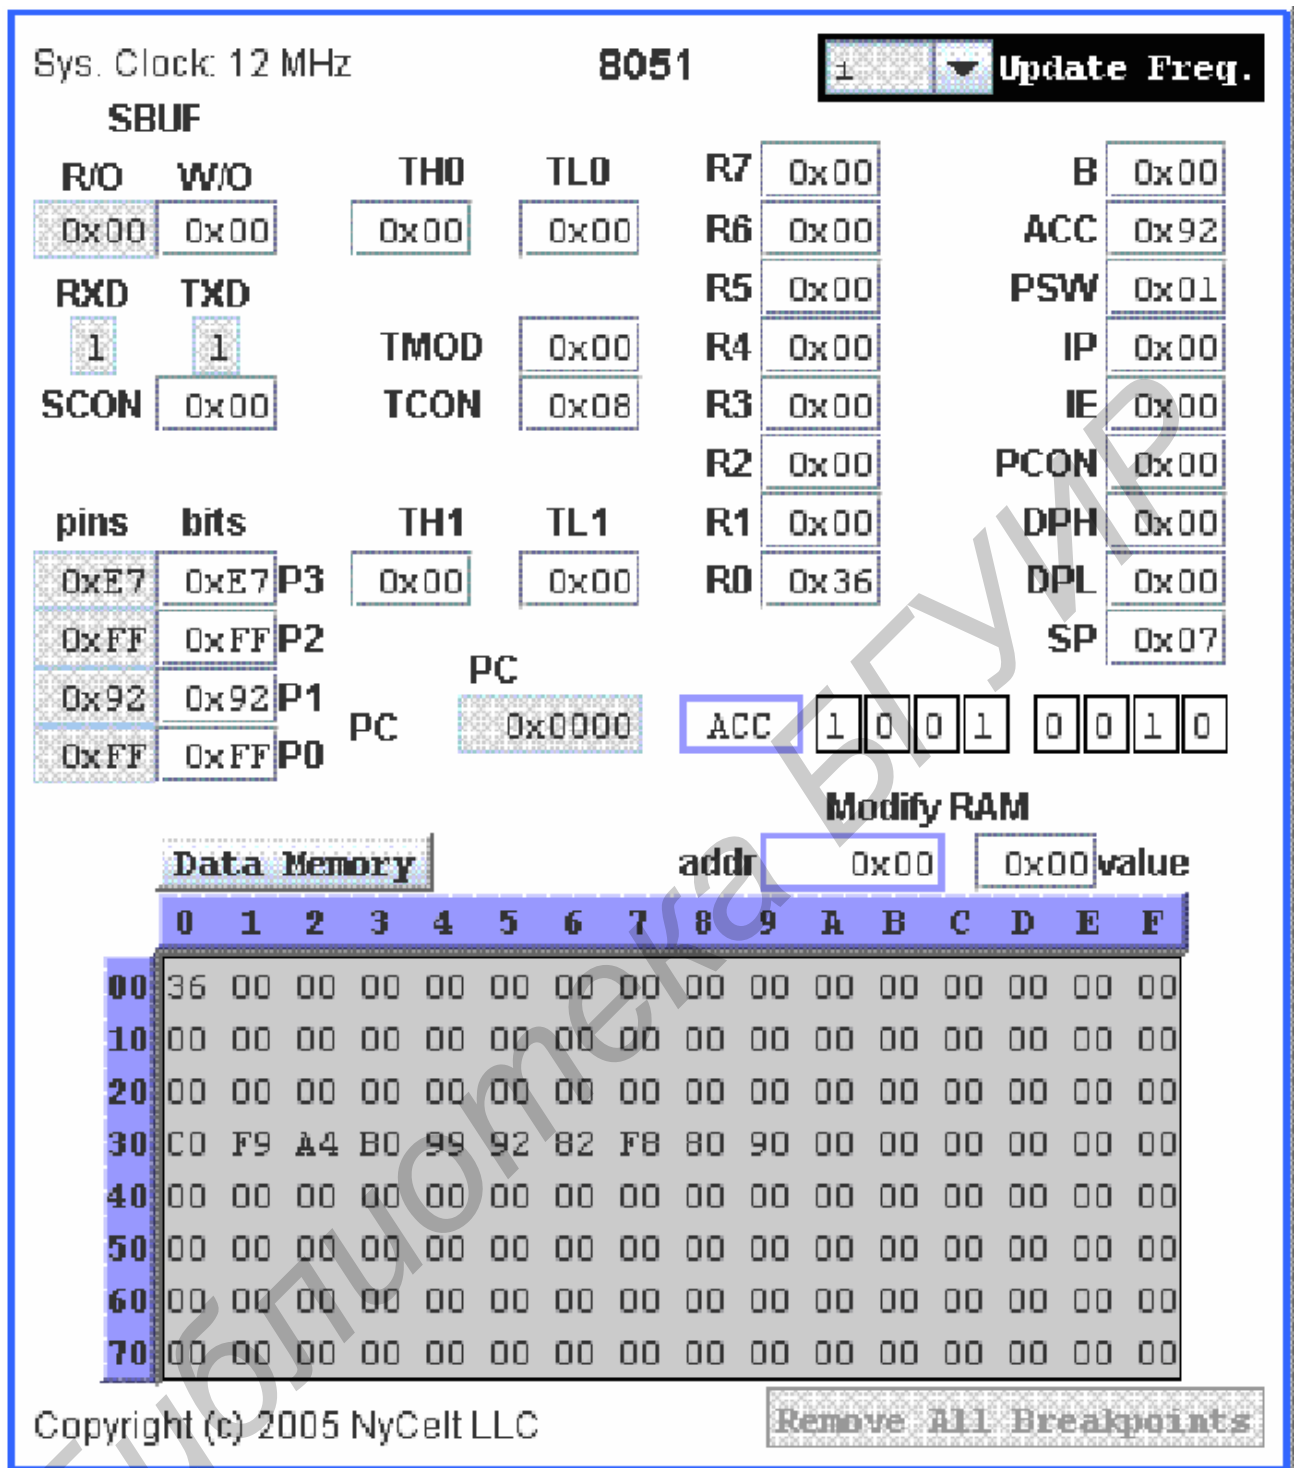 Sys. Clock: 12 MHz 8051 1 Update Freq.
SBUF
R/O W/O TH0 TL0 R7 0x00 B 0x00
0x00 0x00 0x00 0x00 R6 0x00 ACC 0x92
RXD TXD R5 0x00 PSW 0x01
1 1 TMOD 0x00 R4 0x00 IP 0x00
SCON 0x00 TCON 0x08 R3 0x00 IE 0x00
R2 0x00 PCON 0x00
pins bits TH1 TL1 R1 0x00 DPH 0x00
0xE7 0xE7 P3 0x00 0x00 R0 0x36 DPL 0x00
0xFF 0xFF P2 PC SP 0x07
0x92 0x92 P1 PC 0x0000 ACC 1 0 0 1 0 0 1 0
0xFF 0xFF P0
Modify RAM
Data Memory addr 0x00 0x00 value
0 1 2 3 4 5 6 7 8 9 A B C D E F
00 36 00 00 00 00 00 00 00 00 00 00 00 00 00 00 00
10 00 00 00 00 00 00 00 00 00 00 00 00 00 00 00 00
20 00 00 00 00 00 00 00 00 00 00 00 00 00 00 00 00
30 C0 F9 A4 B0 99 92 82 F8 80 90 00 00 00 00 00 00
40 00 00 00 00 00 00 00 00 00 00 00 00 00 00 00 00
50 00 00 00 00 00 00 00 00 00 00 00 00 00 00 00 00
60 00 00 00 00 00 00 00 00 00 00 00 00 00 00 00 00
70 00 00 00 00 00 00 00 00 00 00 00 00 00 00 00 00
Copyright (c) 2005 NyCelt LLC Remove All Breakpoints
Библиотека БГУИР